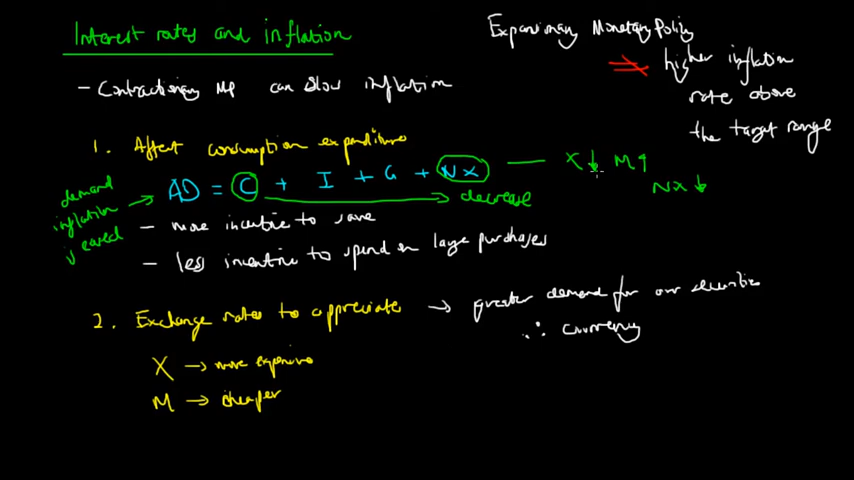 Interest rates and inflation
Expansionary Monetary Policy
⇒ higher inflation
rate above
the target range
- Contractionary MP can slow inflation
1. Affect consumption expenditure
demand
inflation
is eased
→ AD = C + I + G + NX — X↓ M↑
NX↓
→ decrease
- more incentive to save
- less incentive to spend on large purchases
2. Exchange rates to appreciate → greater demand for our securities
∴ currency
X → more expensive
M → cheaper